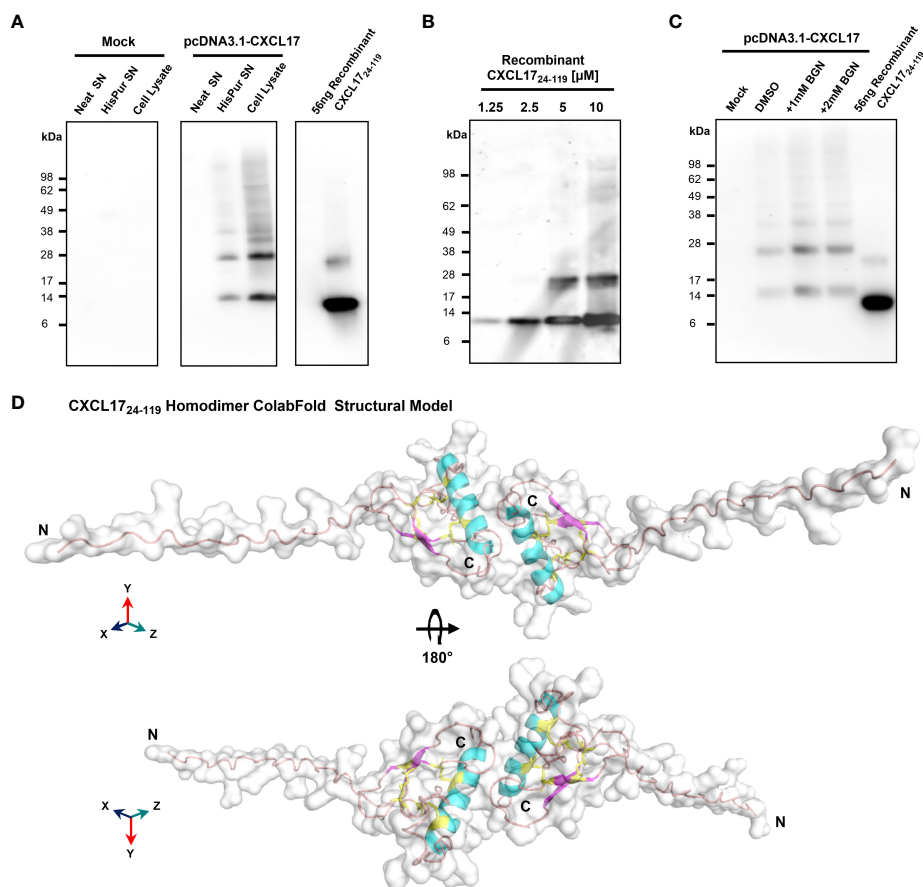 A
Mock
pcDNA3.1-CXCL17
Neat SN
HisPur SN
Cell Lysate
Neat SN
HisPur SN
Cell Lysate
56ng Recombinant
CXCL1724-119
kDa
98
62
49
38
28
17
14
6
B
Recombinant
CXCL1724-119 [µM]
1.25 2.5 5 10
kDa
98
62
49
38
28
17
14
6
C
pcDNA3.1-CXCL17
Mock
DMSO
+1mM BGN
+2mM BGN
56ng Recombinant
CXCL1724-119
kDa
98
62
49
38
28
17
14
6
D CXCL1724-119 Homodimer ColabFold Structural Model
N
C
C
N
Y
X
Z
180°
N
C
C
N
X
Z
Y